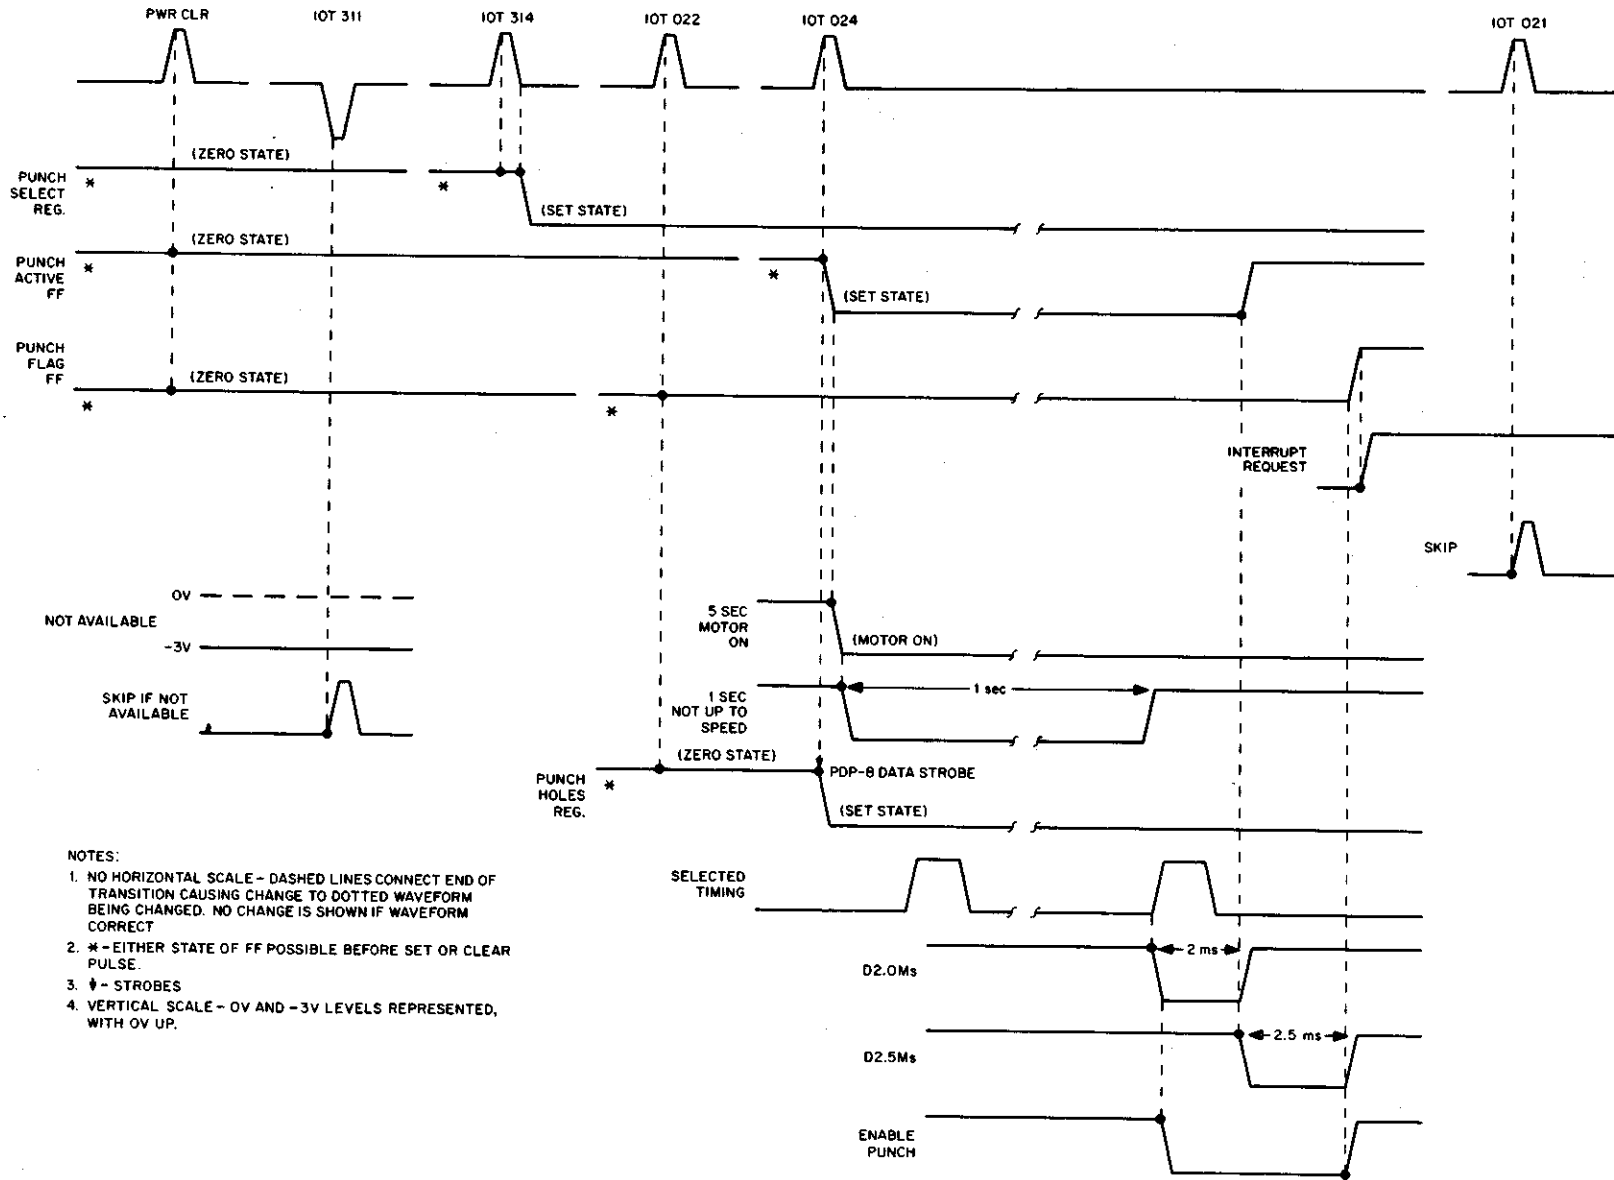 PWR CLR
IOT 311
IOT 314
IOT 022
IOT 024
IOT 021
(ZERO STATE)
*
*
PUNCH
SELECT
REG.
(SET STATE)
(ZERO STATE)
*
*
PUNCH
ACTIVE
FF
(SET STATE)
PUNCH
FLAG
FF
(ZERO STATE)
*
*
INTERRUPT
REQUEST
SKIP
0V
NOT AVAILABLE
-3V
5 SEC
MOTOR
ON
(MOTOR ON)
SKIP IF NOT
AVAILABLE
1 SEC
NOT UP TO
SPEED
1 sec
(ZERO STATE)
PUNCH
HOLES
REG.
*
PDP-8 DATA STROBE
(SET STATE)
NOTES:
1. NO HORIZONTAL SCALE - DASHED LINES CONNECT END OF
TRANSITION CAUSING CHANGE TO DOTTED WAVEFORM
BEING CHANGED. NO CHANGE IS SHOWN IF WAVEFORM
CORRECT
2. * - EITHER STATE OF FF POSSIBLE BEFORE SET OR CLEAR
PULSE.
3. - STROBES
4. VERTICAL SCALE - 0V AND -3V LEVELS REPRESENTED,
WITH 0V UP.
SELECTED
TIMING
D2.0Ms
2 ms
D2.5Ms
2.5 ms
ENABLE
PUNCH